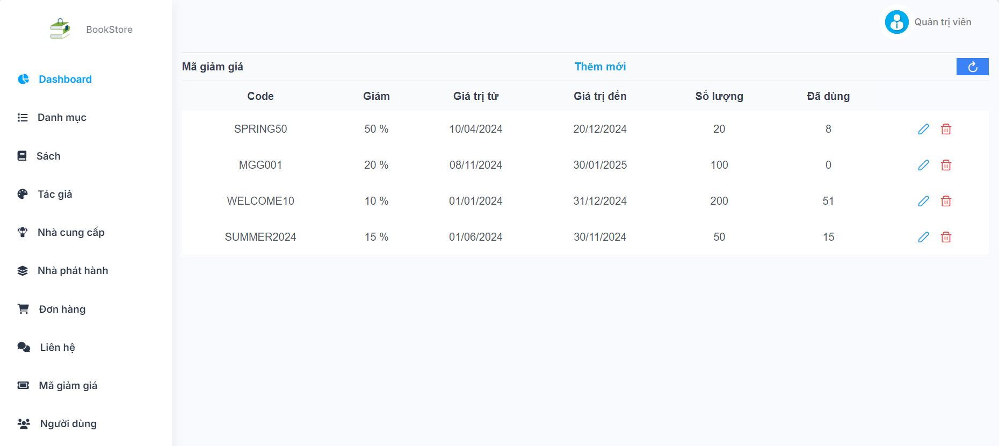 BookStore
Quản trị viên
Dashboard
Danh mục
Sách
Tác giả
Nhà cung cấp
Nhà phát hành
Đơn hàng
Liên hệ
Mã giảm giá
Người dùng
Mã giảm giá Thêm mới
Code Giảm Giá trị từ Giá trị đến Số lượng Đã dùng
SPRING50 50 % 10/04/2024 20/12/2024 20 8
MGG001 20 % 08/11/2024 30/01/2025 100 0
WELCOME10 10 % 01/01/2024 31/12/2024 200 51
SUMMER2024 15 % 01/06/2024 30/11/2024 50 15